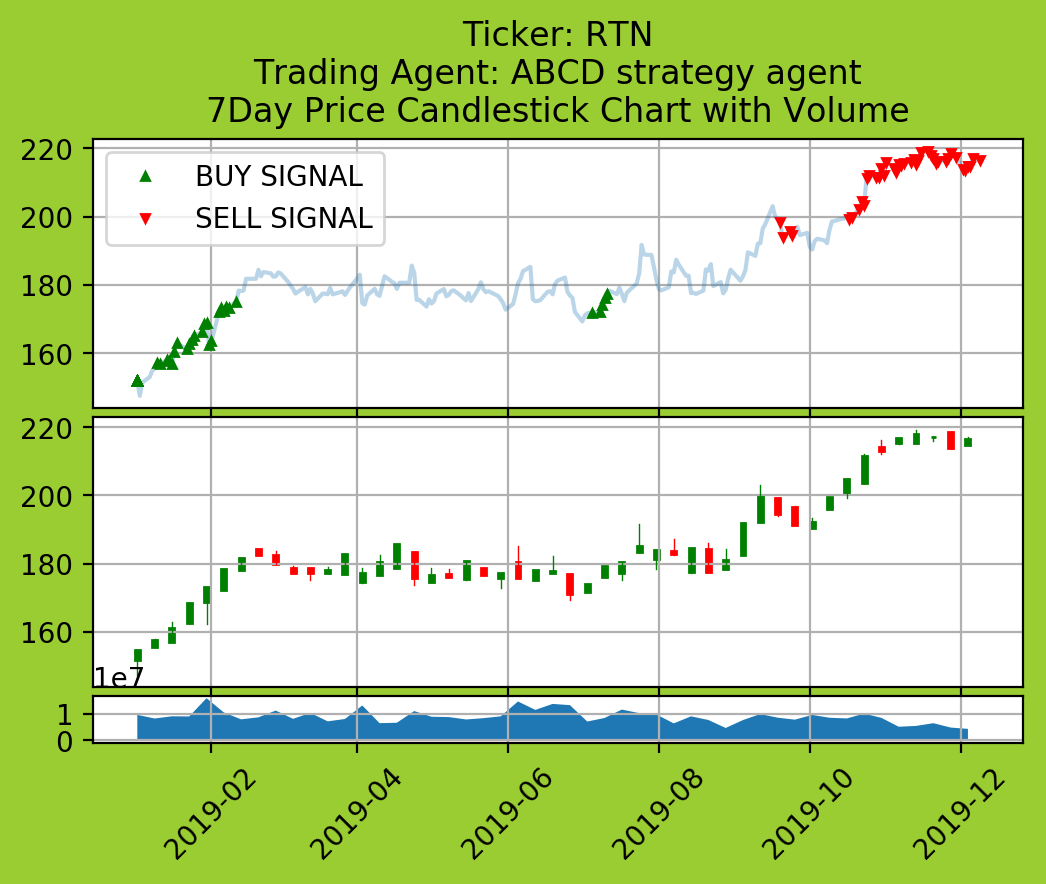 Ticker: RTN
Trading Agent: ABCD strategy agent
7Day Price Candlestick Chart with Volume
220
200
180
160
BUY SIGNAL
SELL SIGNAL
220
200
180
160
1e7
1
0
2019-02
2019-04
2019-06
2019-08
2019-10
2019-12